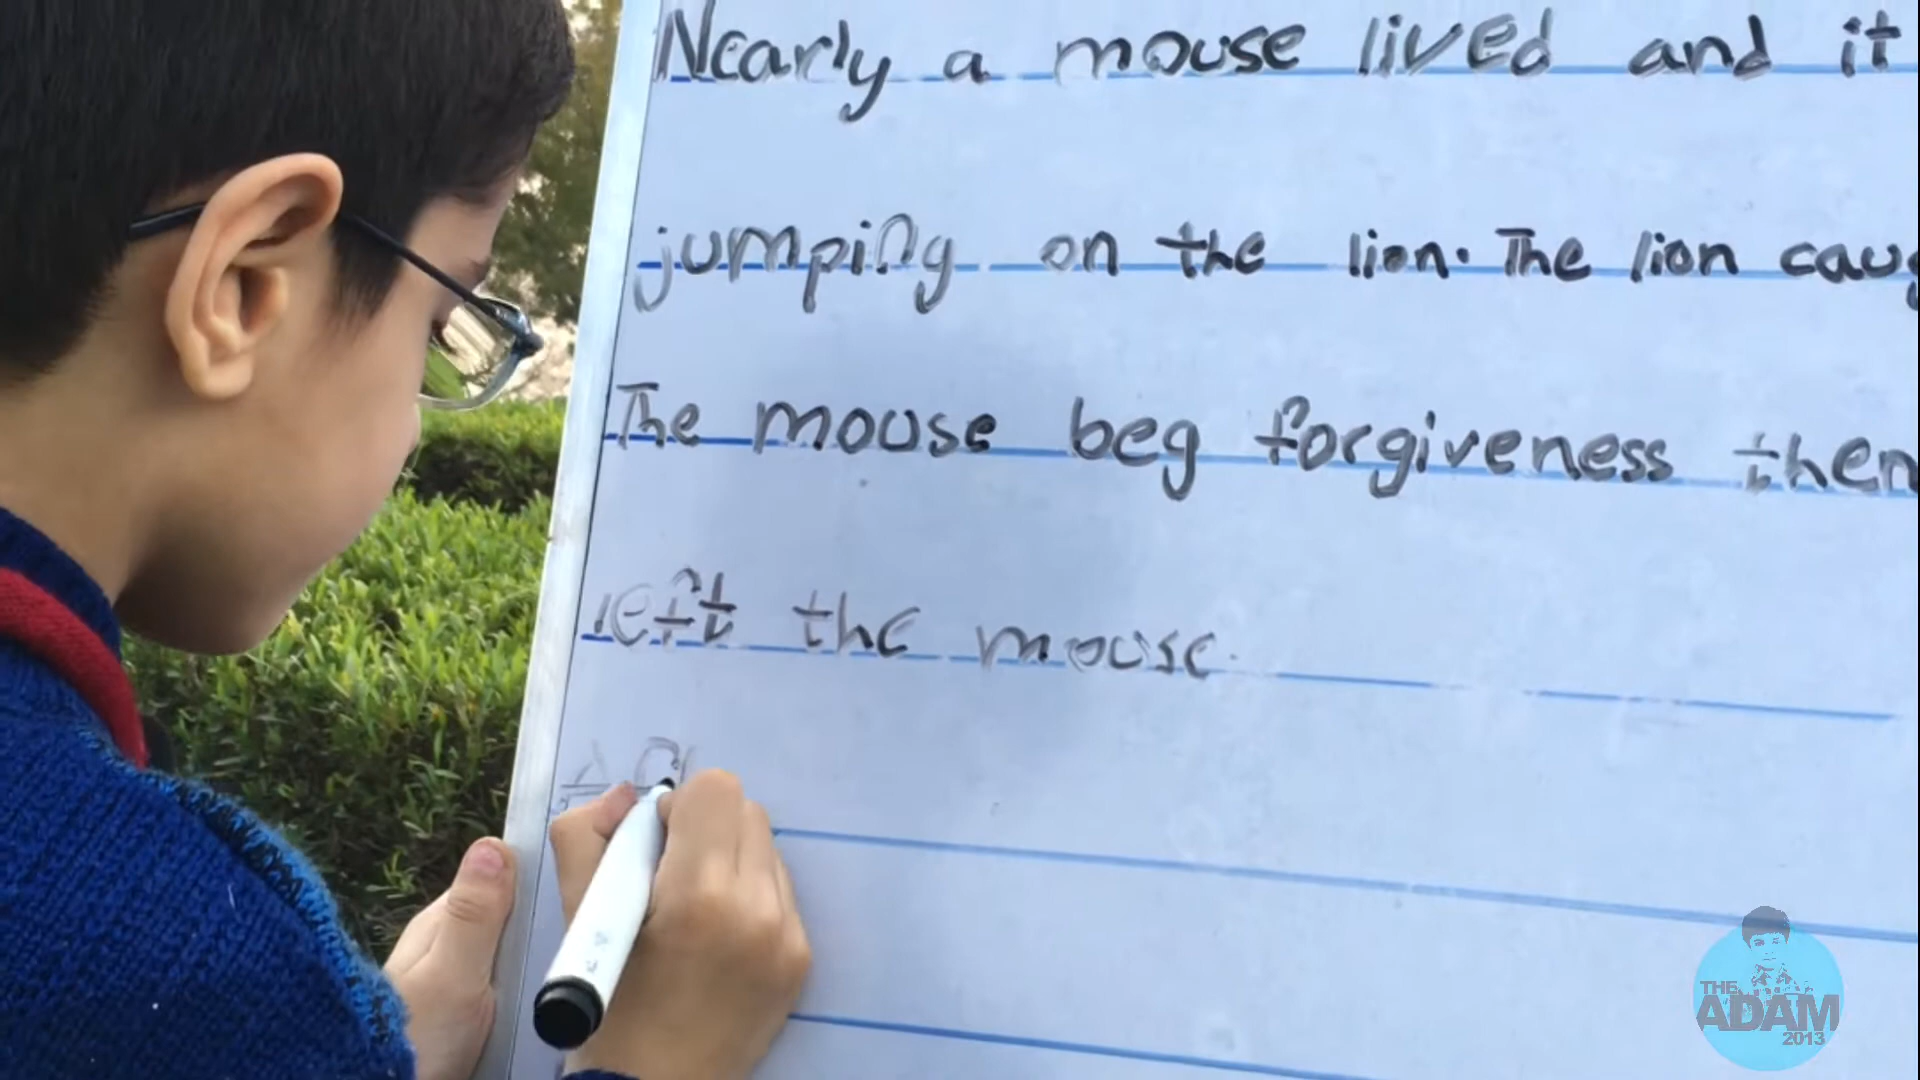 Nearly a mouse lived and it
jumping on the lion. The lion
The mouse beg forgiveness then
left the mouse.
THE
ADAM
2013